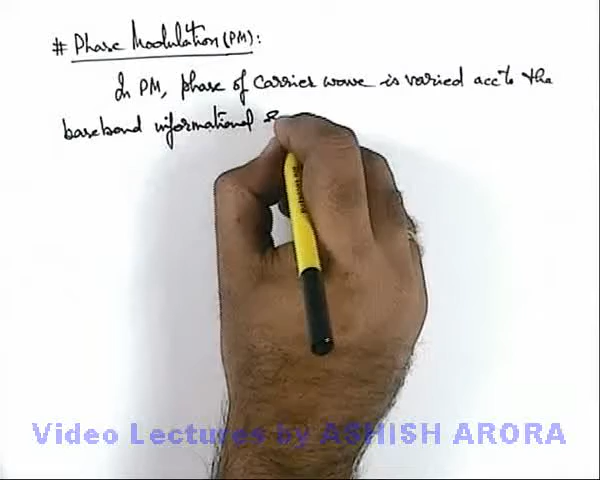 # Phase Modulation (PM):
In PM, phase of carrier wave is varied acc to the
baseband informational s
Video Lectures by ASHISH ARORA